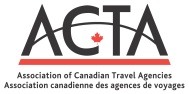 ACTA
Association of Canadian Travel Agencies
Association canadienne des agences de voyages